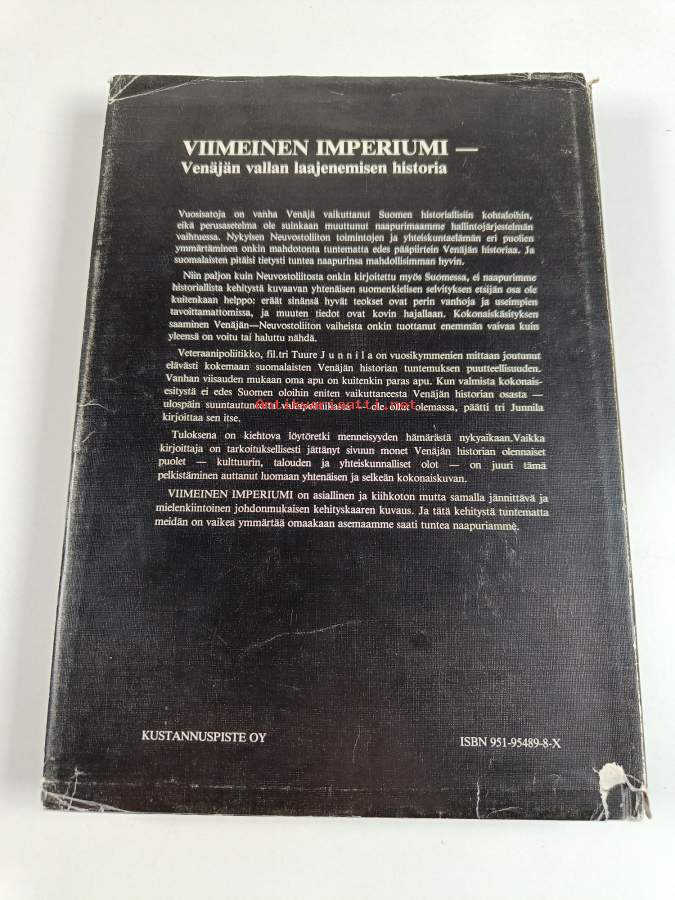 VIIMEINEN IMPERIUMI —
Venäjän vallan laajenemisen historia
Vuosisatoja on vanha Venäjä vaikuttanut Suomen historiallisiin kohtaloihin,
eikä perusasetelma ole suinkaan muuttunut naapurimaamme hallintojärjestelmän
vaihtuessa. Nykyisen Neuvostoliiton toimintojen ja yhteiskuntaelämän eri puolien
ymmärtäminen onkin mahdotonta tuntematta edes pääpiirtein Venäjän historiaa. Ja
suomalaisten pitäisi tietysti tuntea naapurinsa mahdollisimman hyvin.
Niin paljon kuin Neuvostoliitosta onkin kirjoitettu myös Suomessa, ei naapurimme
historiallista kehitystä kuvaavan yhtenäisen suomenkielisen selvityksen etsijän osa ole
kuitenkaan helppo: eräät sinänsä hyvät teokset ovat perin vanhoja ja useimpien
tavoittamattomissa, ja muuten tiedot ovat kovin hajallaan. Kokonaiskäsityksen
saaminen Venäjän—Neuvostoliiton vaiheista onkin tuottanut enemmän vaivaa kuin
yleensä on voitu tai haluttu nähdä.
Veteraanipoliitikko, fil.tri Tuure J u n n i l a on vuosikymmenien mittaan joutunut
elävästi kokemaan suomalaisten Venäjän historian tuntemuksen puutteellisuuden.
Vanhan viisauden mukaan oma apu on kuitenkin paras apu. Kun valmista kokonais-
esitystä ei edes Suomen oloihin eniten vaikuttaneesta Venäjän historian osasta —
ulospäin suuntautuneesta valtapolitiikasta — ole ollut olemassa, päätti tri Junnila
kirjoittaa sen itse.
Tuloksena on kiehtova löytöretki menneisyyden hämärästä nykyaikaan.Vaikka
kirjoittaja on tarkoituksellisesti jättänyt sivuun monet Venäjän historian olennaiset
puolet — kulttuurin, talouden ja yhteiskunnalliset olot — on juuri tämä
pelkistäminen auttanut luomaan yhtenäisen ja selkeän kokonaiskuvan.
VIIMEINEN IMPERIUMI on asiallinen ja kiihkoton mutta samalla jännittävä ja
mielenkiintoinen johdonmukaisen kehityskaaren kuvaus. Ja tätä kehitystä tuntematta
meidän on vaikea ymmärtää omaakaan asemaamme saati tuntea naapuriamme.
KUSTANNUSPISTE OY
ISBN 951-95489-8-X